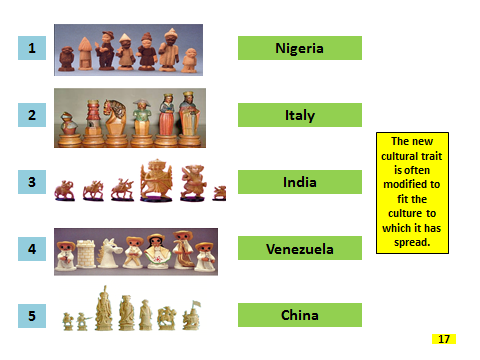 1
Nigeria
2
Italy
3
India
4
Venezuela
5
China
The new
cultural trait
is often
modified to
fit the
culture to
which it has
spread.
17